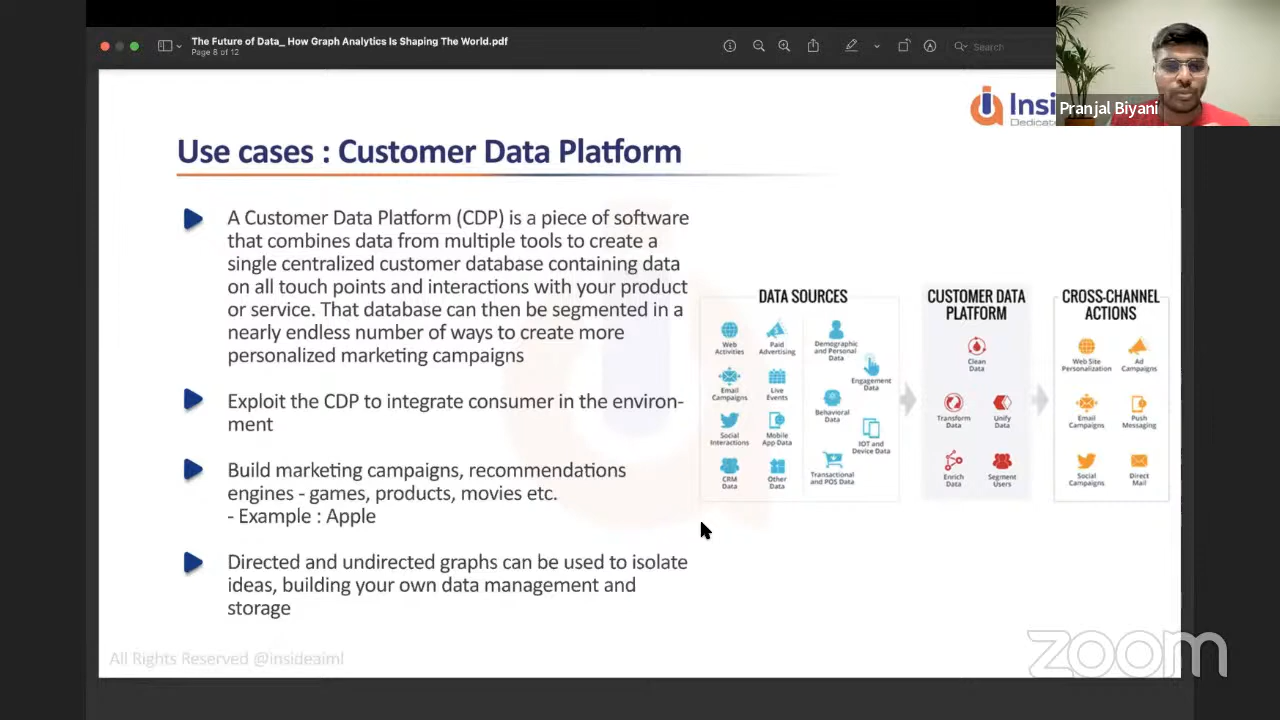 The Future of Data_ How Graph Analytics Is Shaping The World.pdf
Page 8 of 12
Search
Pranjal Biyani
Insi
Dedicate
Use cases : Customer Data Platform
A Customer Data Platform (CDP) is a piece of software
that combines data from multiple tools to create a
single centralized customer database containing data
on all touch points and interactions with your product
or service. That database can then be segmented in a
nearly endless number of ways to create more
personalized marketing campaigns
Exploit the CDP to integrate consumer in the environ-
ment
Build marketing campaigns, recommendations
engines - games, products, movies etc.
- Example : Apple
Directed and undirected graphs can be used to isolate
ideas, building your own data management and
storage
DATA SOURCES
Web
Activities
Paid
Advertising
Demographic
and Personal
Data
Engagement
Data
Email
Campaigns
Live
Events
Behavioral
Data
Social
Interactions
Mobile
App Data
IOT and
Device Data
CRM
Data
Other
Data
Transactional
and POS Data
CUSTOMER DATA
PLATFORM
Clean
Data
Transform
Data
Unify
Data
Enrich
Data
Segment
Users
CROSS-CHANNEL
ACTIONS
Web Site
Personalization
Ad
Campaigns
Email
Campaigns
Push
Messaging
Social
Campaigns
Direct
Mail
All Rights Reserved @insideaiml
zoom